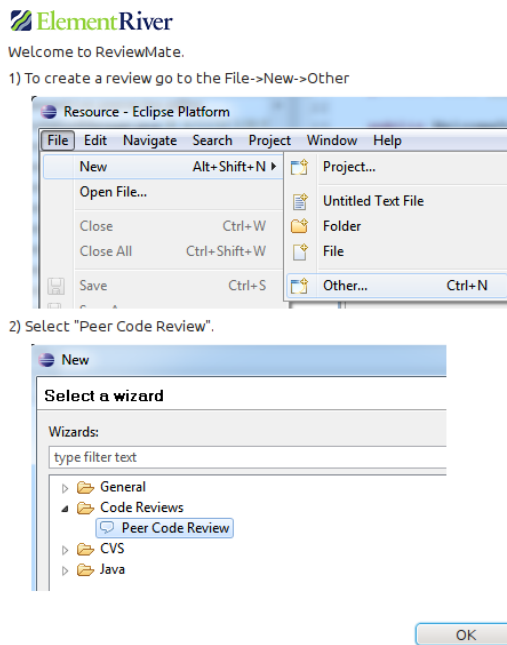 ElementRiver
Welcome to ReviewMate.
1) To create a review go to the File->New->Other
Resource - Eclipse Platform
File Edit Navigate Search Project Window Help
New Alt+Shift+N
Project...
Open File...
Untitled Text File
Close Ctrl+W
Folder
Close All Ctrl+Shift+W
File
Save Ctrl+S
Other... Ctrl+N
2) Select "Peer Code Review".
New
Select a wizard
Wizards:
type filter text
General
Code Reviews
Peer Code Review
CVS
Java
OK